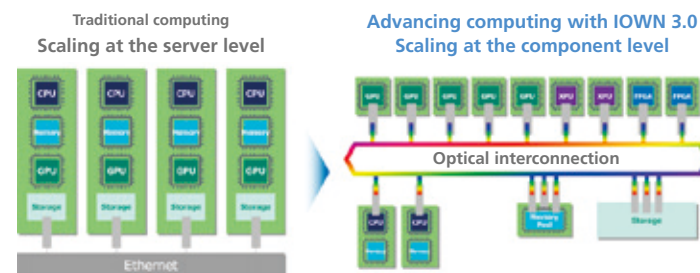 Traditional computing
Scaling at the server level
CPU CPU CPU CPU
Memory Memory Memory Memory
GPU GPU GPU GPU
Storage Storage Storage Storage
Ethernet
Advancing computing with IOWN 3.0
Scaling at the component level
GPU GPU GPU GPU GPU XPU XPU FPGA FPGA
Optical interconnection
CPU CPU
Memory Memory
Memory
Pool
Storage